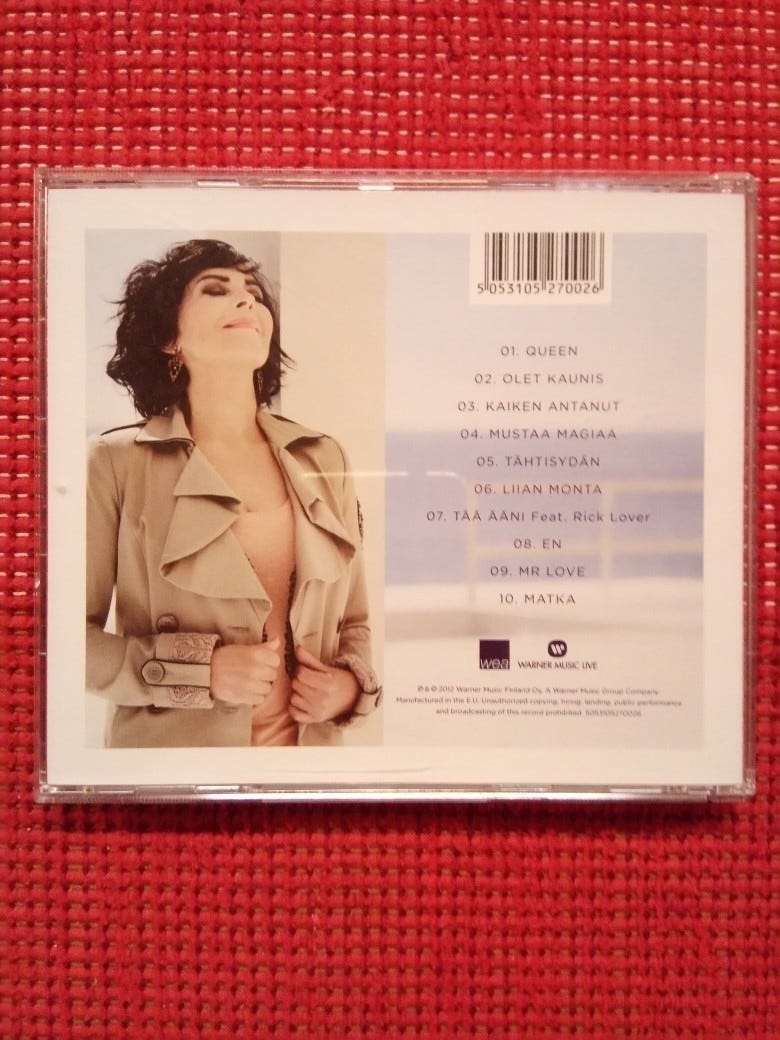 5 053105 270026
01. QUEEN
02. OLET KAUNIS
03. KAIKEN ANTANUT
04. MUSTAA MAGIAA
05. TÄHTISYDÄN
06. LIIAN MONTA
07. TÄÄ ÄÄNI Feat. Rick Lover
08. EN
09. MR LOVE
10. MATKA
wea
WARNER MUSIC LIVE
℗ & © 2012 Warner Music Finland Oy, A Warner Music Group Company.
Manufactured in the E.U. Unauthorized copying, hiring, lending, public performance
and broadcasting of this record prohibited. 5053105270026